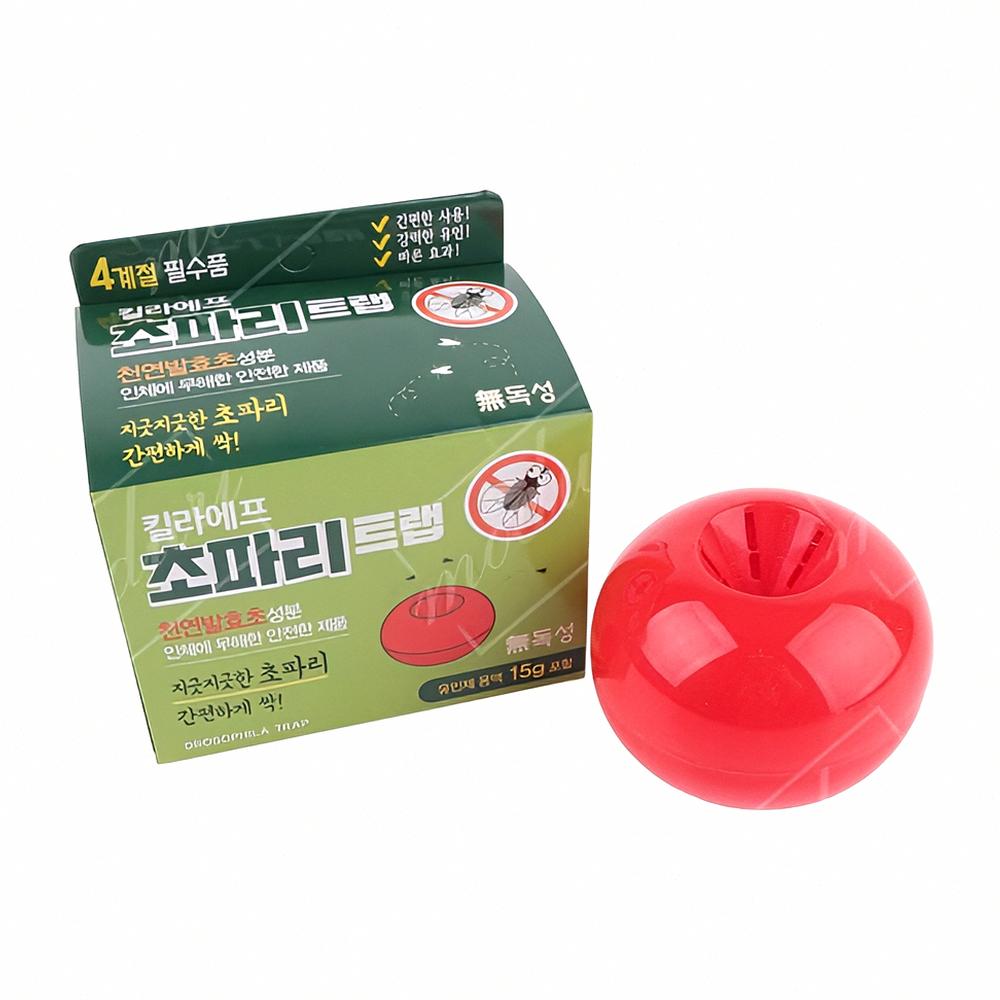 4계절 필수품
간편한 사용!
강력한 유인!
빠른 효과!
킬라에프
초파리 트랩
천연발효초성분
인체에 무해한 안전한 제품
지긋지긋한 초파리
간편하게 싹!
無독성
킬라에프
초파리 트랩
천연발효초성분
인체에 무해한 안전한 제품
지긋지긋한 초파리
간편하게 싹!
無독성
유인제 용액 15g 포함
DROSOPHILA TRAP